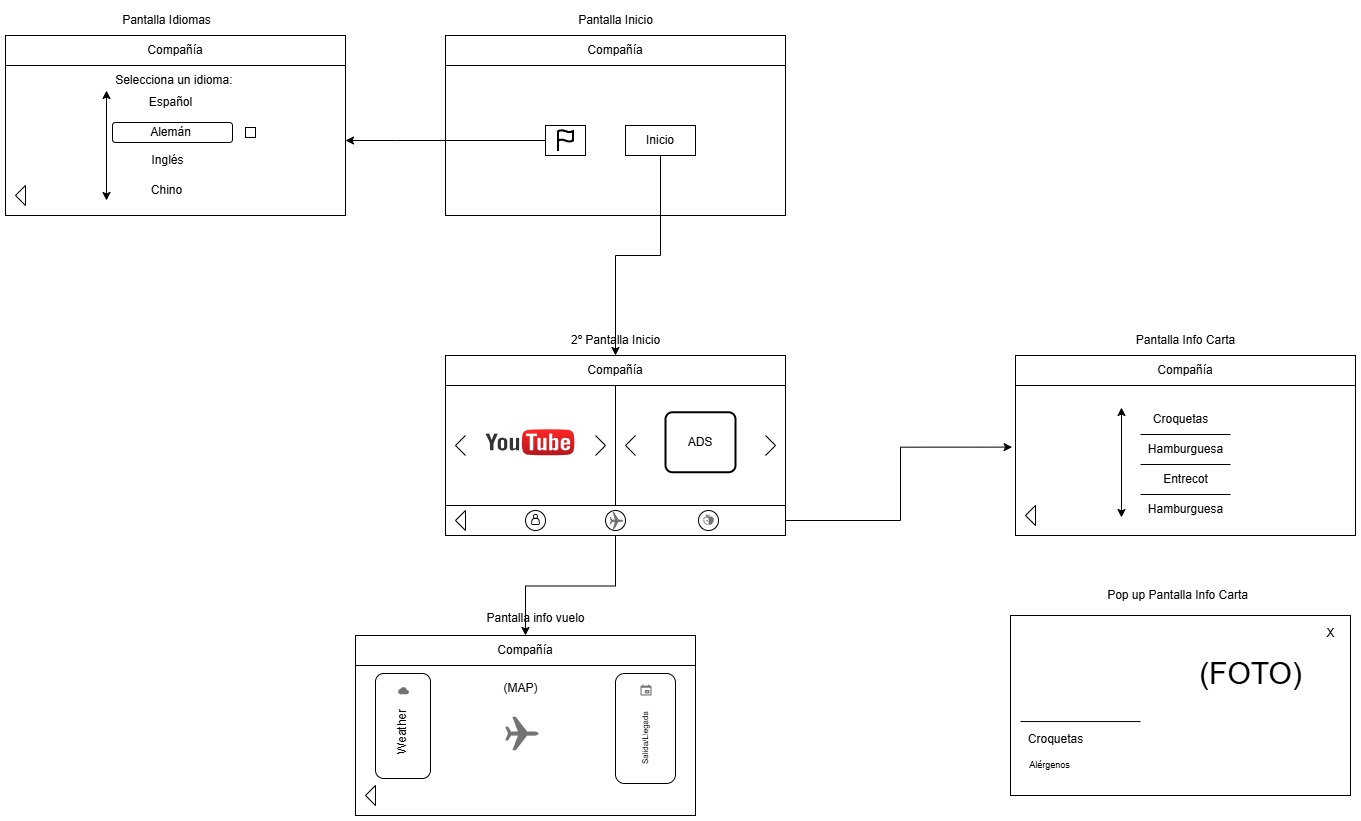 Pantalla Idiomas
Compañía
Selecciona un idioma:
Español
Alemán
Inglés
Chino
Pantalla Inicio
Compañía
Inicio
2º Pantalla Inicio
Compañía
YouTube
ADS
Pantalla Info Carta
Compañía
Croquetas
Hamburguesa
Entrecot
Hamburguesa
Pantalla info vuelo
Compañía
Weather
(MAP)
Salida/Llegada
Pop up Pantalla Info Carta
X
(FOTO)
Croquetas
Alérgenos